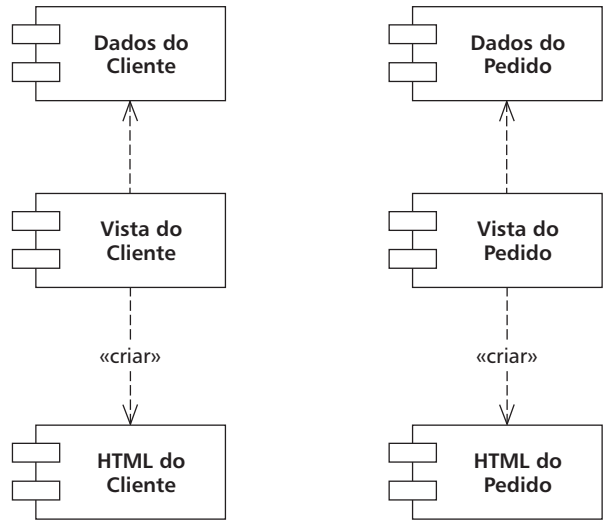 Dados do
Cliente
Dados do
Pedido
Vista do
Cliente
Vista do
Pedido
«criar»
«criar»
HTML do
Cliente
HTML do
Pedido